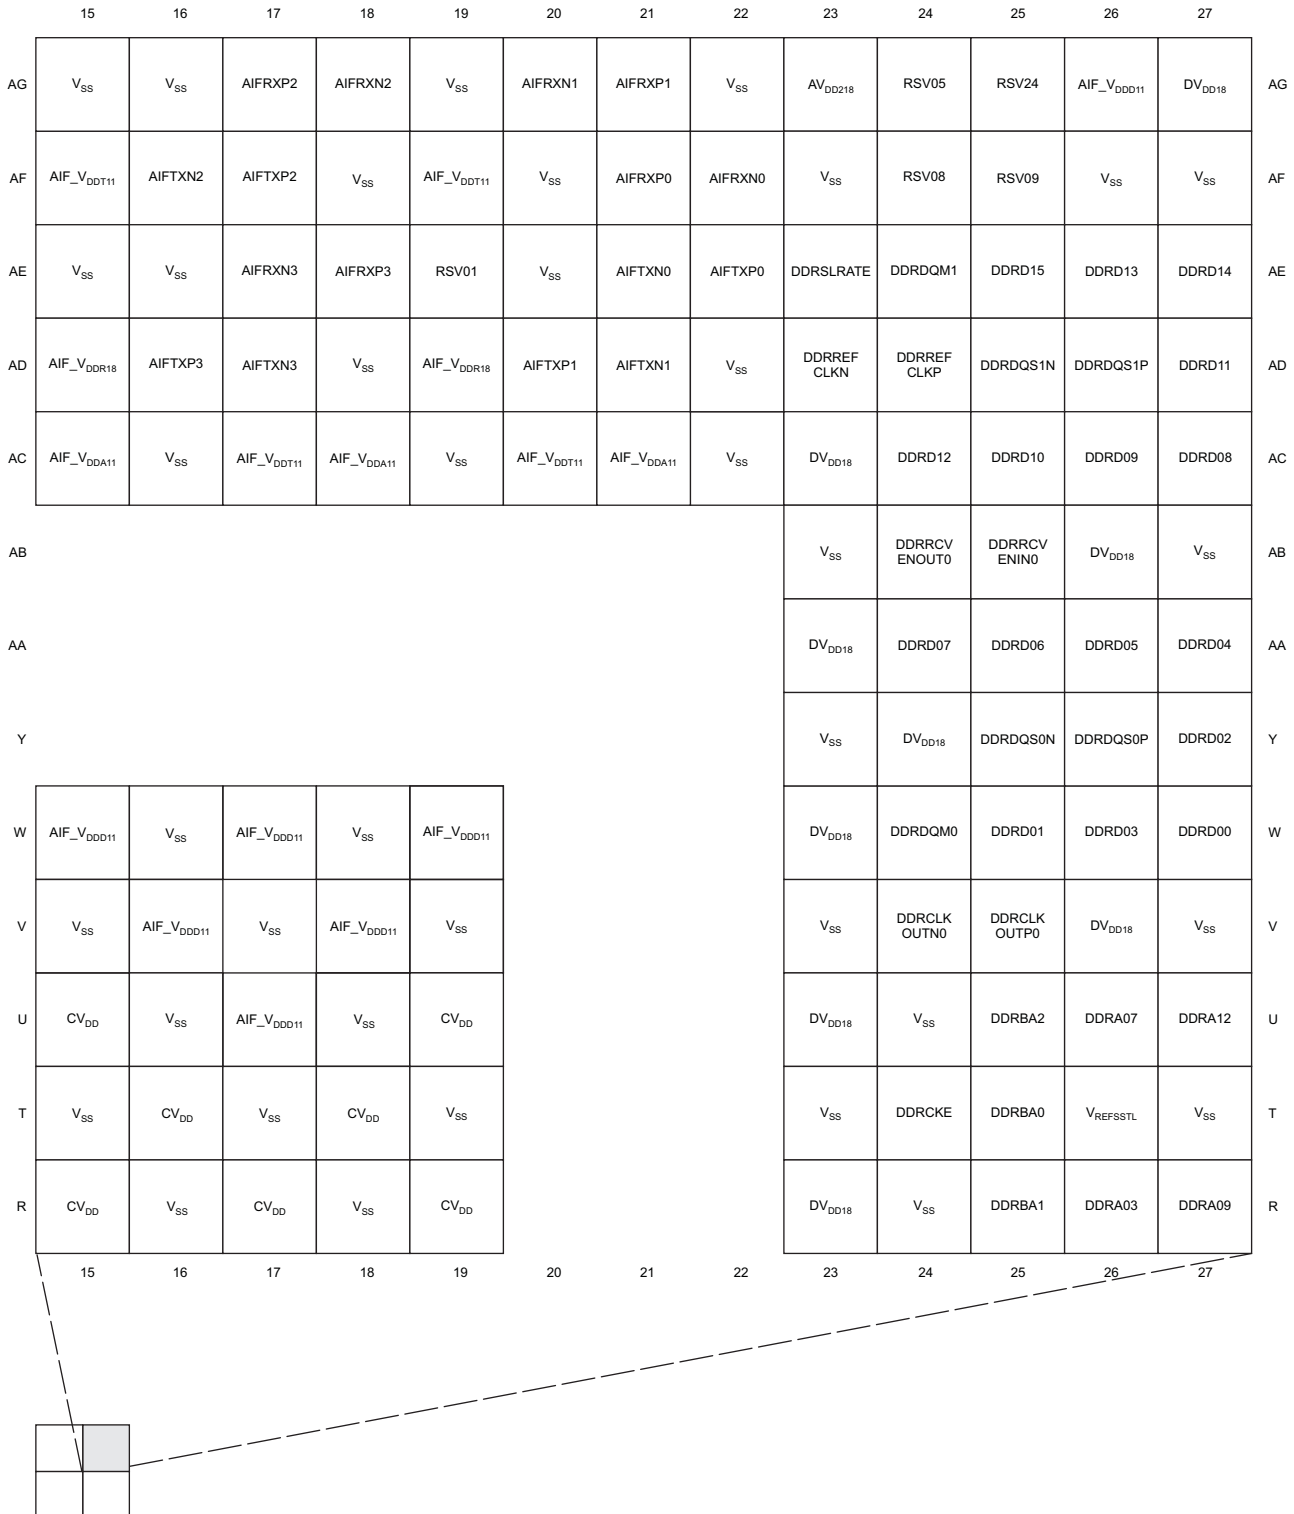 15 16 17 18 19 20 21 22 23 24 25 26 27
AG VSS VSS AIFRXP2 AIFRXN2 VSS AIFRXN1 AIFRXP1 VSS AVDD218 RSV05 RSV24 AIF_VDDD11 DVDD18 AG
AF AIF_VDDT11 AIFTXN2 AIFTXP2 VSS AIF_VDDT11 VSS AIFRXP0 AIFRXN0 VSS RSV08 RSV09 VSS VSS AF
AE VSS VSS AIFRXN3 AIFRXP3 RSV01 VSS AIFTXN0 AIFTXP0 DDRSLRATE DDRDQM1 DDRD15 DDRD13 DDRD14 AE
DDRREF DDRREF
AD AIF_VDDR18 AIFTXP3 AIFTXN3 VSS AIF_VDDR18 AIFTXP1 AIFTXN1 VSS DDRDQS1N DDRDQS1P DDRD11 AD
CLKN CLKP
AC AIF_VDDA11 VSS AIF_VDDT11 AIF_VDDA11 VSS AIF_VDDT11 AIF_VDDA11 VSS DVDD18 DDRD12 DDRD10 DDRD09 DDRD08 AC
DDRRCV DDRRCV
AB VSS DVDD18 VSS AB
ENOUT0 ENIN0
AA DVDD18 DDRD07 DDRD06 DDRD05 DDRD04 AA
Y VSS DVDD18 DDRDQS0N DDRDQS0P DDRD02 Y
W AIF_VDDD11 VSS AIF_VDDD11 VSS AIF_VDDD11 DVDD18 DDRDQM0 DDRD01 DDRD03 DDRD00 W
DDRCLK DDRCLK
V VSS AIF_VDDD11 VSS AIF_VDDD11 VSS VSS DVDD18 VSS V
OUTN0 OUTP0
U CVDD VSS AIF_VDDD11 VSS CVDD DVDD18 VSS DDRBA2 DDRA07 DDRA12 U
T VSS CVDD VSS CVDD VSS VSS DDRCKE DDRBA0 VREFSSTL VSS T
R CVDD VSS CVDD VSS CVDD DVDD18 VSS DDRBA1 DDRA03 DDRA09 R
15 16 17 18 19 20 21 22 23 24 25 26 27